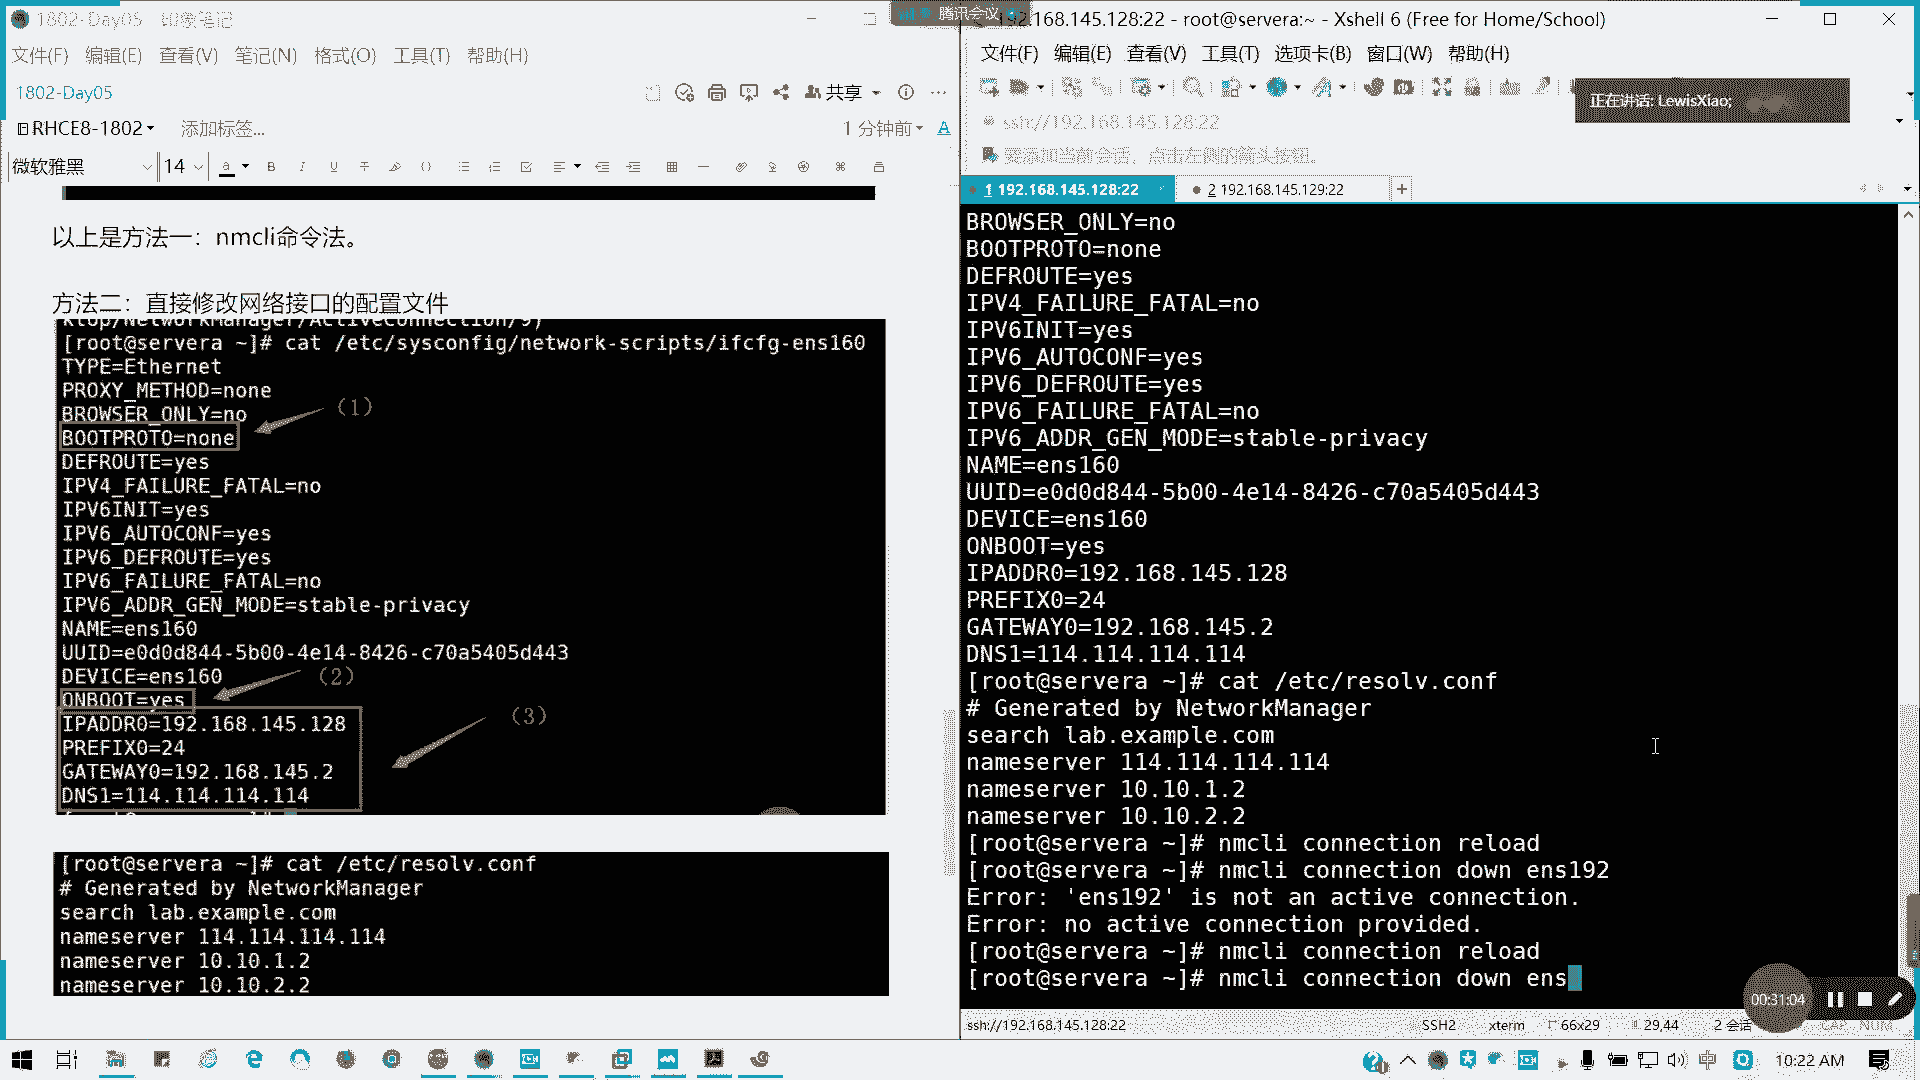 1802-Day05 - 印象笔记
文件(F) 编辑(E) 查看(V) 笔记(N) 格式(O) 工具(T) 帮助(H)
1802-Day05
共享
RHCE8-1802
添加标签...
1 分钟前
微软雅黑
14
以上是方法一：nmcli命令法。
方法二：直接修改网络接口的配置文件
ktop/NetworkManager/ActiveConnection/9)
[root@servera ~]# cat /etc/sysconfig/network-scripts/ifcfg-ens160
TYPE=Ethernet
PROXY_METHOD=none
BROWSER_ONLY=no
（1）
BOOTPROTO=none
DEFROUTE=yes
IPV4_FAILURE_FATAL=no
IPV6INIT=yes
IPV6_AUTOCONF=yes
IPV6_DEFROUTE=yes
IPV6_FAILURE_FATAL=no
IPV6_ADDR_GEN_MODE=stable-privacy
NAME=ens160
UUID=e0d0d844-5b00-4e14-8426-c70a5405d443
DEVICE=ens160
（2）
ONBOOT=yes
（3）
IPADDR0=192.168.145.128
PREFIX0=24
GATEWAY0=192.168.145.2
DNS1=114.114.114.114
[root@servera ~]# cat /etc/resolv.conf
# Generated by NetworkManager
search lab.example.com
nameserver 114.114.114.114
nameserver 10.10.1.2
nameserver 10.10.2.2
腾讯会议
168.145.128:22 - root@servera:~ - Xshell 6 (Free for Home/School)
文件(F) 编辑(E) 查看(V) 工具(T) 选项卡(B) 窗口(W) 帮助(H)
正在讲话: LewisXiao;
ssh://192.168.145.128:22
要添加当前会话，点击左侧的箭头按钮。
1 192.168.145.128:22
2 192.168.145.129:22
BROWSER_ONLY=no
BOOTPROTO=none
DEFROUTE=yes
IPV4_FAILURE_FATAL=no
IPV6INIT=yes
IPV6_AUTOCONF=yes
IPV6_DEFROUTE=yes
IPV6_FAILURE_FATAL=no
IPV6_ADDR_GEN_MODE=stable-privacy
NAME=ens160
UUID=e0d0d844-5b00-4e14-8426-c70a5405d443
DEVICE=ens160
ONBOOT=yes
IPADDR0=192.168.145.128
PREFIX0=24
GATEWAY0=192.168.145.2
DNS1=114.114.114.114
[root@servera ~]# cat /etc/resolv.conf
# Generated by NetworkManager
search lab.example.com
nameserver 114.114.114.114
nameserver 10.10.1.2
nameserver 10.10.2.2
[root@servera ~]# nmcli connection reload
[root@servera ~]# nmcli connection down ens192
Error: 'ens192' is not an active connection.
Error: no active connection provided.
[root@servera ~]# nmcli connection reload
[root@servera ~]# nmcli connection down ens
00:31:04
ssh://192.168.145.128:22
SSH2
xterm
66x29
29,44
2 会话
CAP NUM
中
10:22 AM